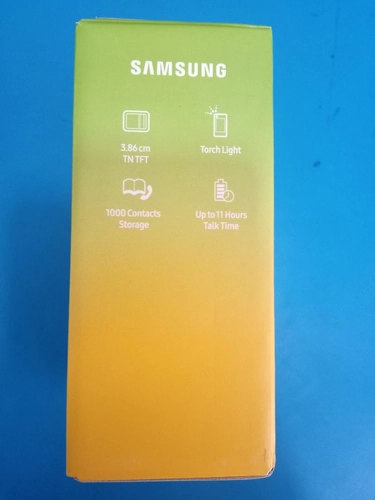 SAMSUNG
3.86 cm
TN TFT
Torch Light
1000 Contacts
Storage
Up to 11 Hours
Talk Time